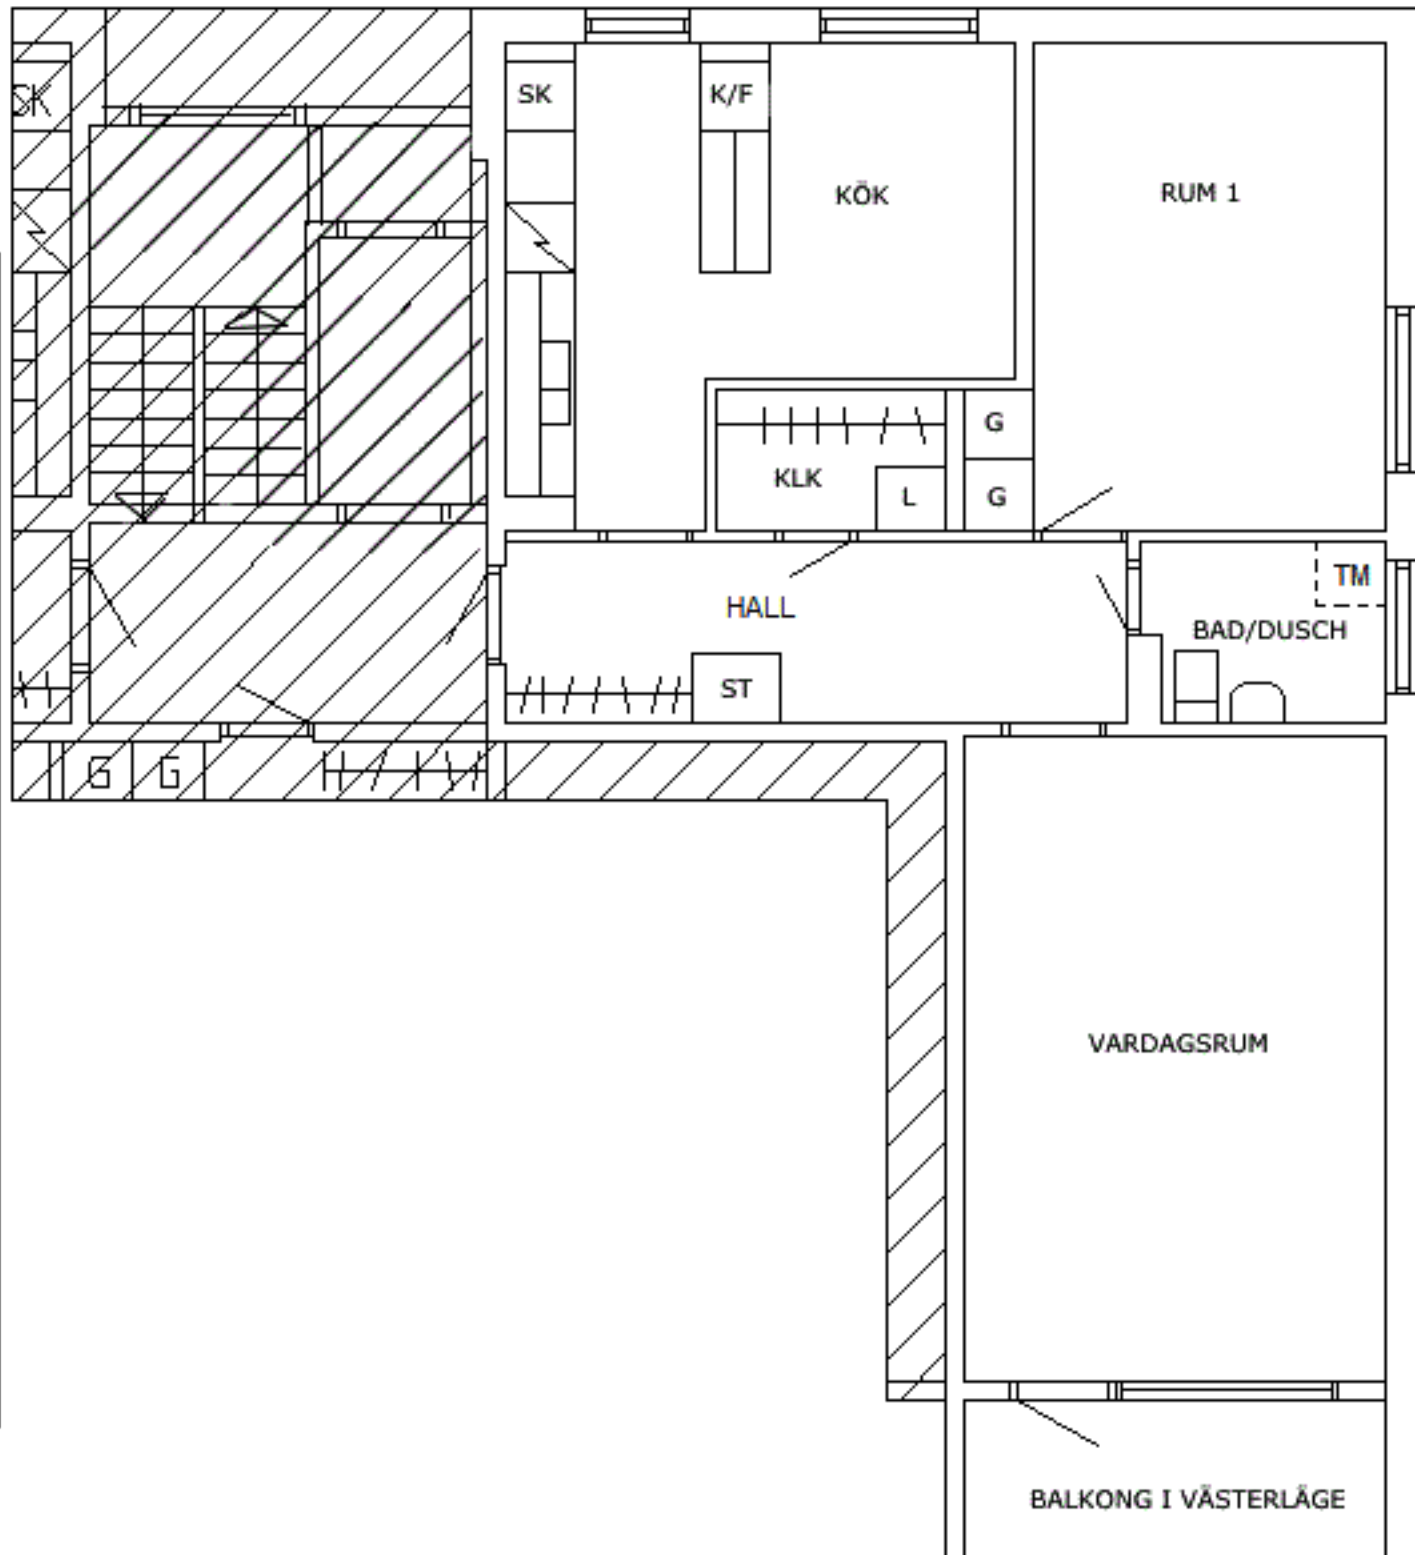 SK
SK
K/F
KÖK
RUM 1
G
KLK
L
G
TM
HALL
BAD/DUSCH
ST
G
G
VARDAGSRUM
BALKONG I VÄSTERLÄGE